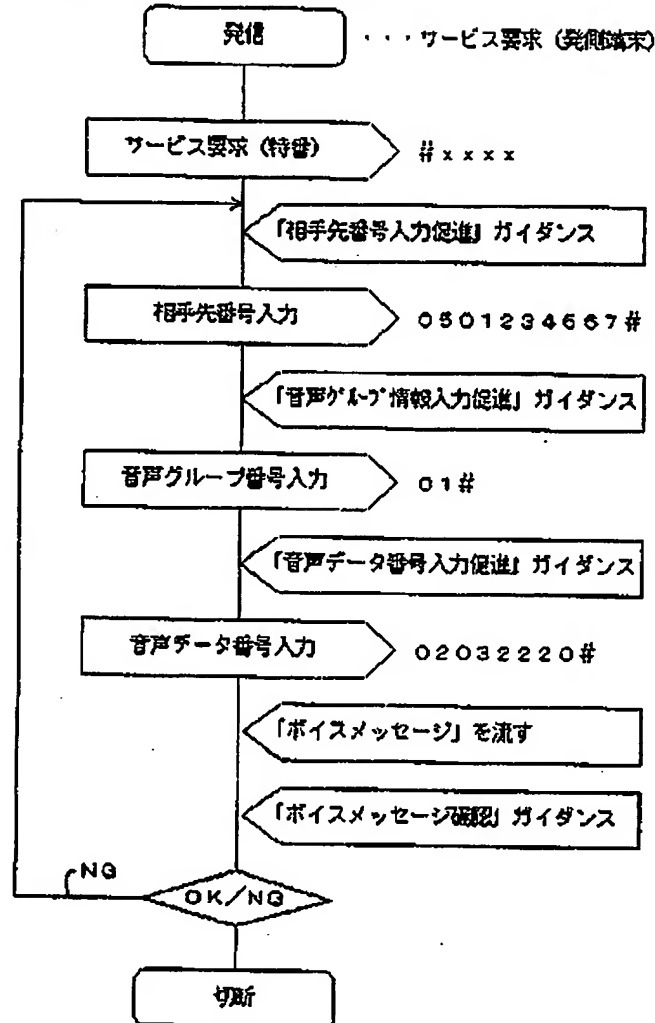 発信 ・・・サービス要求(発側端末)
サービス要求(特番) #xxxx
「相手先番号入力促進」ガイダンス
相手先番号入力 0501234567#
「音声グループ情報入力促進」ガイダンス
音声グループ番号入力 01#
「音声データ番号入力促進」ガイダンス
音声データ番号入力 02032220#
「ボイスメッセージ」を流す
「ボイスメッセージ確認」ガイダンス
NG
OK/NG
切断